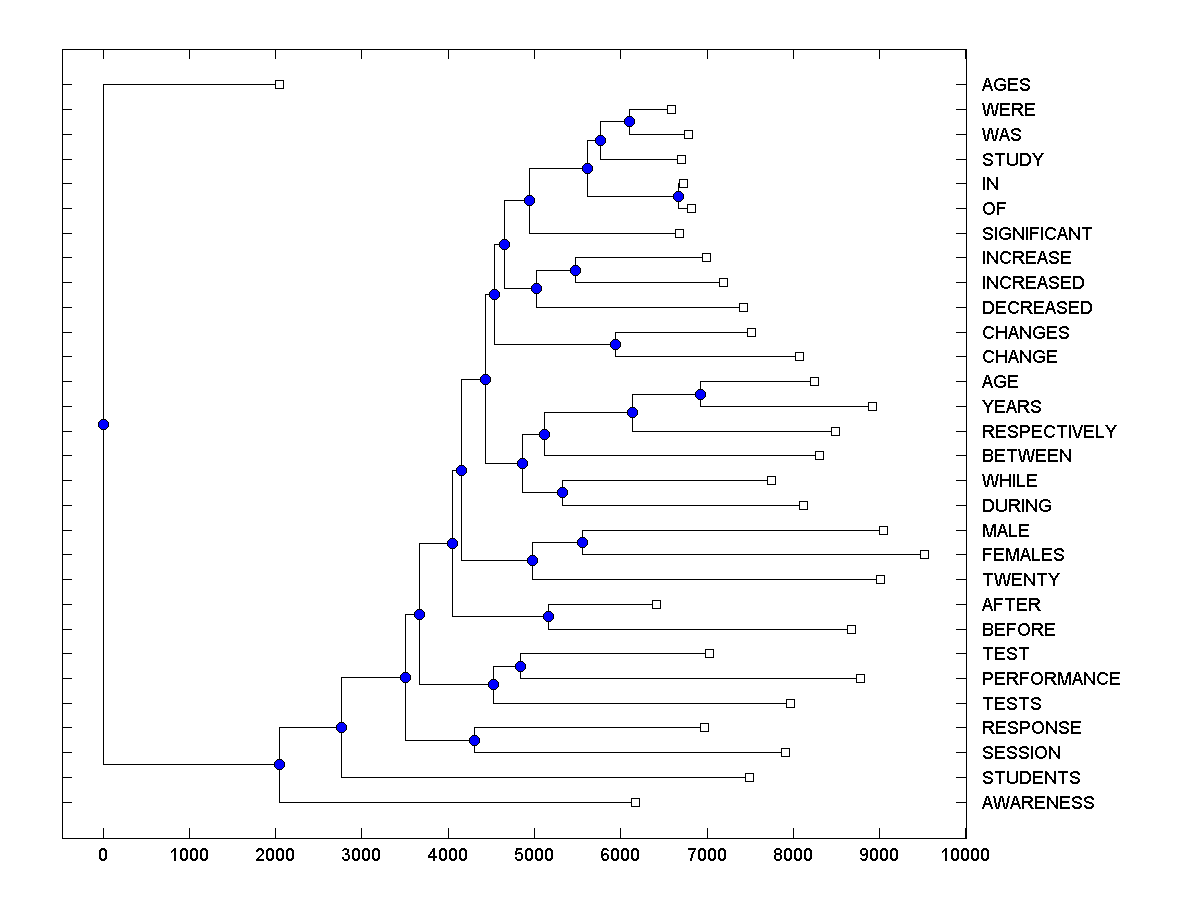 AGES
WERE
WAS
STUDY
IN
OF
SIGNIFICANT
INCREASE
INCREASED
DECREASED
CHANGES
CHANGE
AGE
YEARS
RESPECTIVELY
BETWEEN
WHILE
DURING
MALE
FEMALES
TWENTY
AFTER
BEFORE
TEST
PERFORMANCE
TESTS
RESPONSE
SESSION
STUDENTS
AWARENESS
0 1000 2000 3000 4000 5000 6000 7000 8000 9000 10000